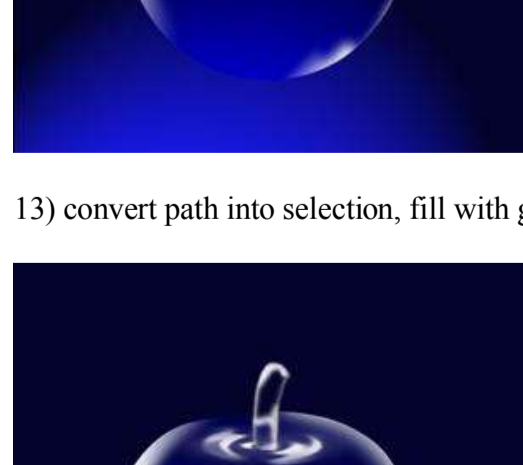 13) convert path into selection, fill with